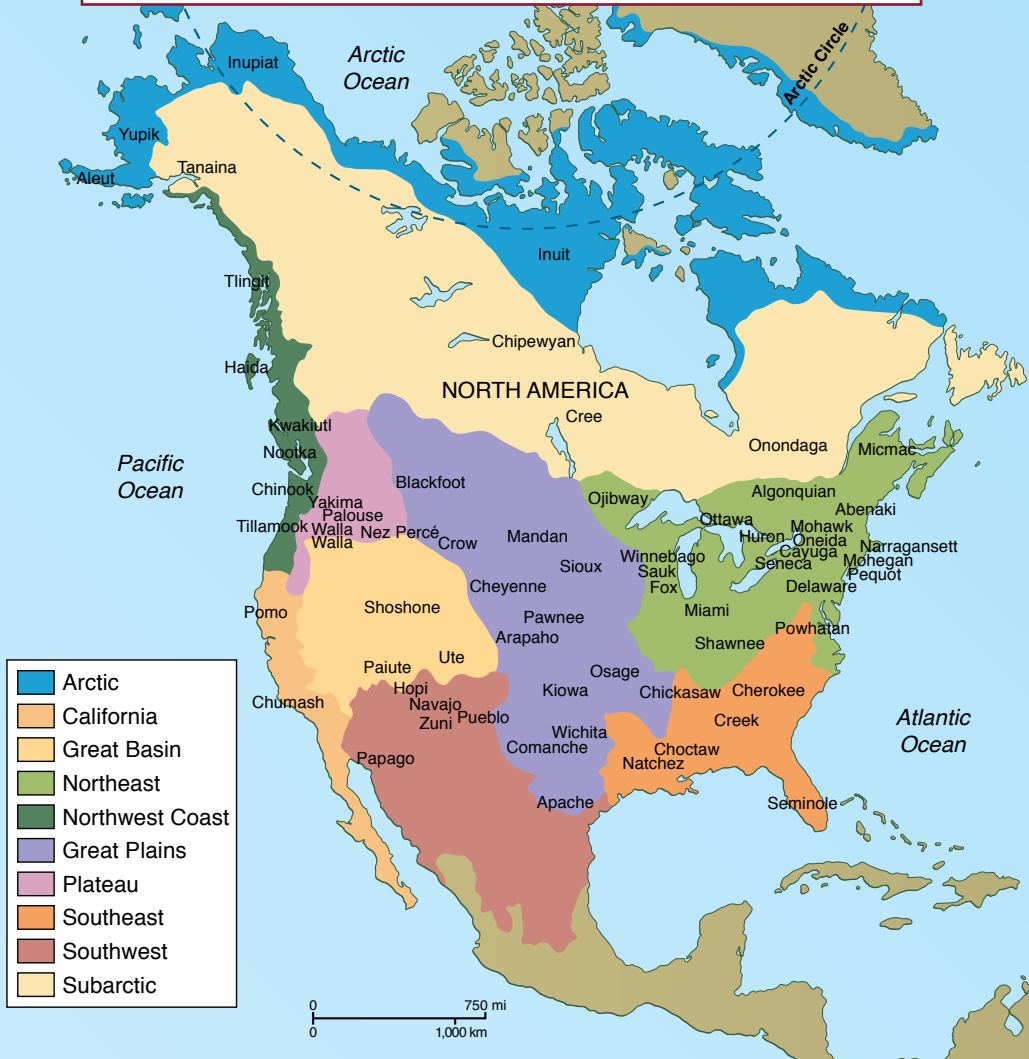 Arctic
Ocean
Arctic Circle
Inupiat
Yupik
Tanaina
Aleut
Inuit
Tlingit
Chipewyan
Haida
NORTH AMERICA
Cree
Kwakiutl
Onondaga
Micmac
Nootka
Pacific
Ocean
Blackfoot
Chinook
Ojibway
Algonquian
Yakima
Abenaki
Palouse
Ottawa
Tillamook
Walla
Walla
Nez Percé
Crow
Mandan
Huron
Mohawk
Oneida
Cayuga
Seneca
Narragansett
Mohegan
Pequot
Winnebago
Sauk
Fox
Sioux
Cheyenne
Delaware
Pomo
Shoshone
Pawnee
Miami
Arapaho
Powhatan
Shawnee
Ute
Paiute
Osage
Hopi
Kiowa
Chickasaw
Cherokee
Chumash
Navajo
Zuni
Pueblo
Creek
Atlantic
Ocean
Wichita
Comanche
Choctaw
Natchez
Papago
Apache
Seminole
Arctic
California
Great Basin
Northeast
Northwest Coast
Great Plains
Plateau
Southeast
Southwest
Subarctic
0 750 mi
0 1,000 km